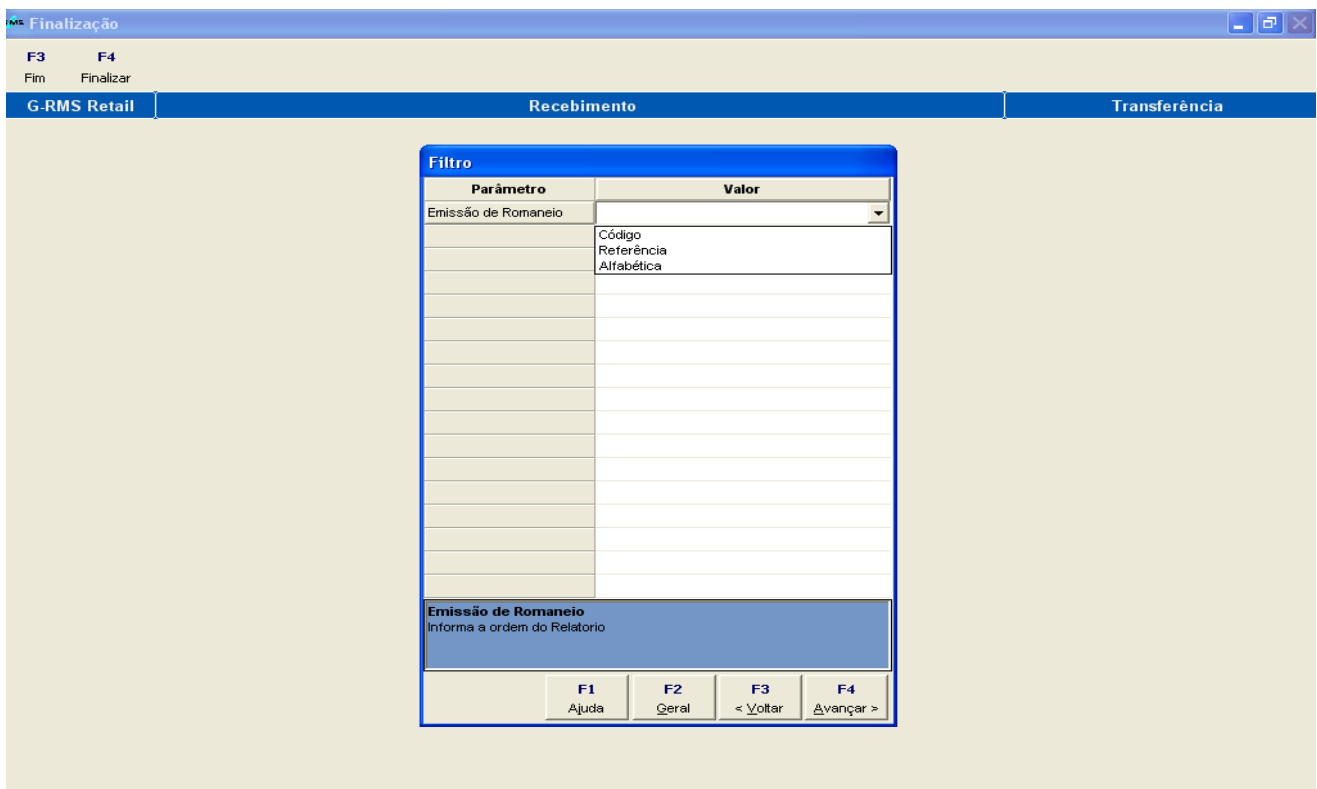 Finalização
F3 F4
Fim Finalizar
G-RMS Retail Recebimento Transferência
Filtro
Parâmetro Valor
Emissão de Romaneio
Código
Referência
Alfabética
Emissão de Romaneio
Informa a ordem do Relatorio
F1 F2 F3 F4
Ajuda Geral < Voltar Avançar >